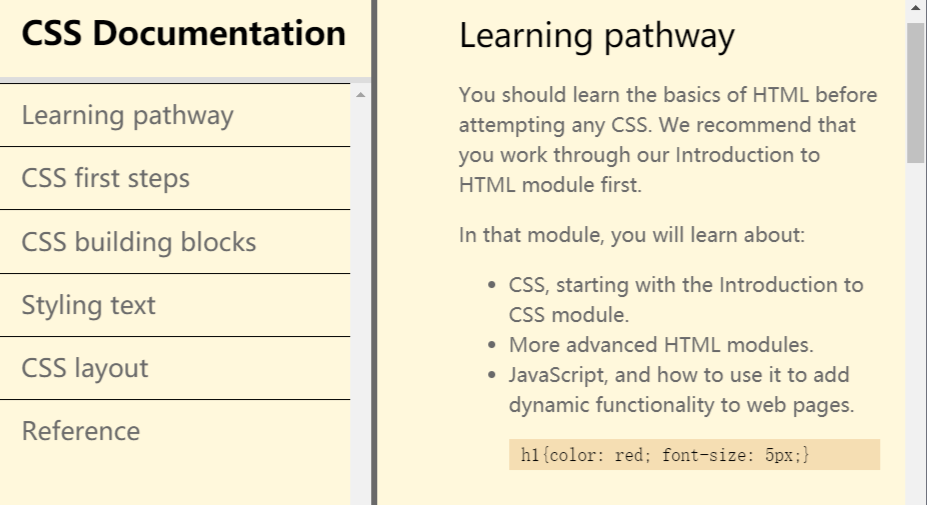 CSS Documentation
Learning pathway
CSS first steps
CSS building blocks
Styling text
CSS layout
Reference
Learning pathway
You should learn the basics of HTML before
attempting any CSS. We recommend that
you work through our Introduction to
HTML module first.
In that module, you will learn about:
• CSS, starting with the Introduction to
CSS module.
• More advanced HTML modules.
• JavaScript, and how to use it to add
dynamic functionality to web pages.
h1{color: red; font-size: 5px;}